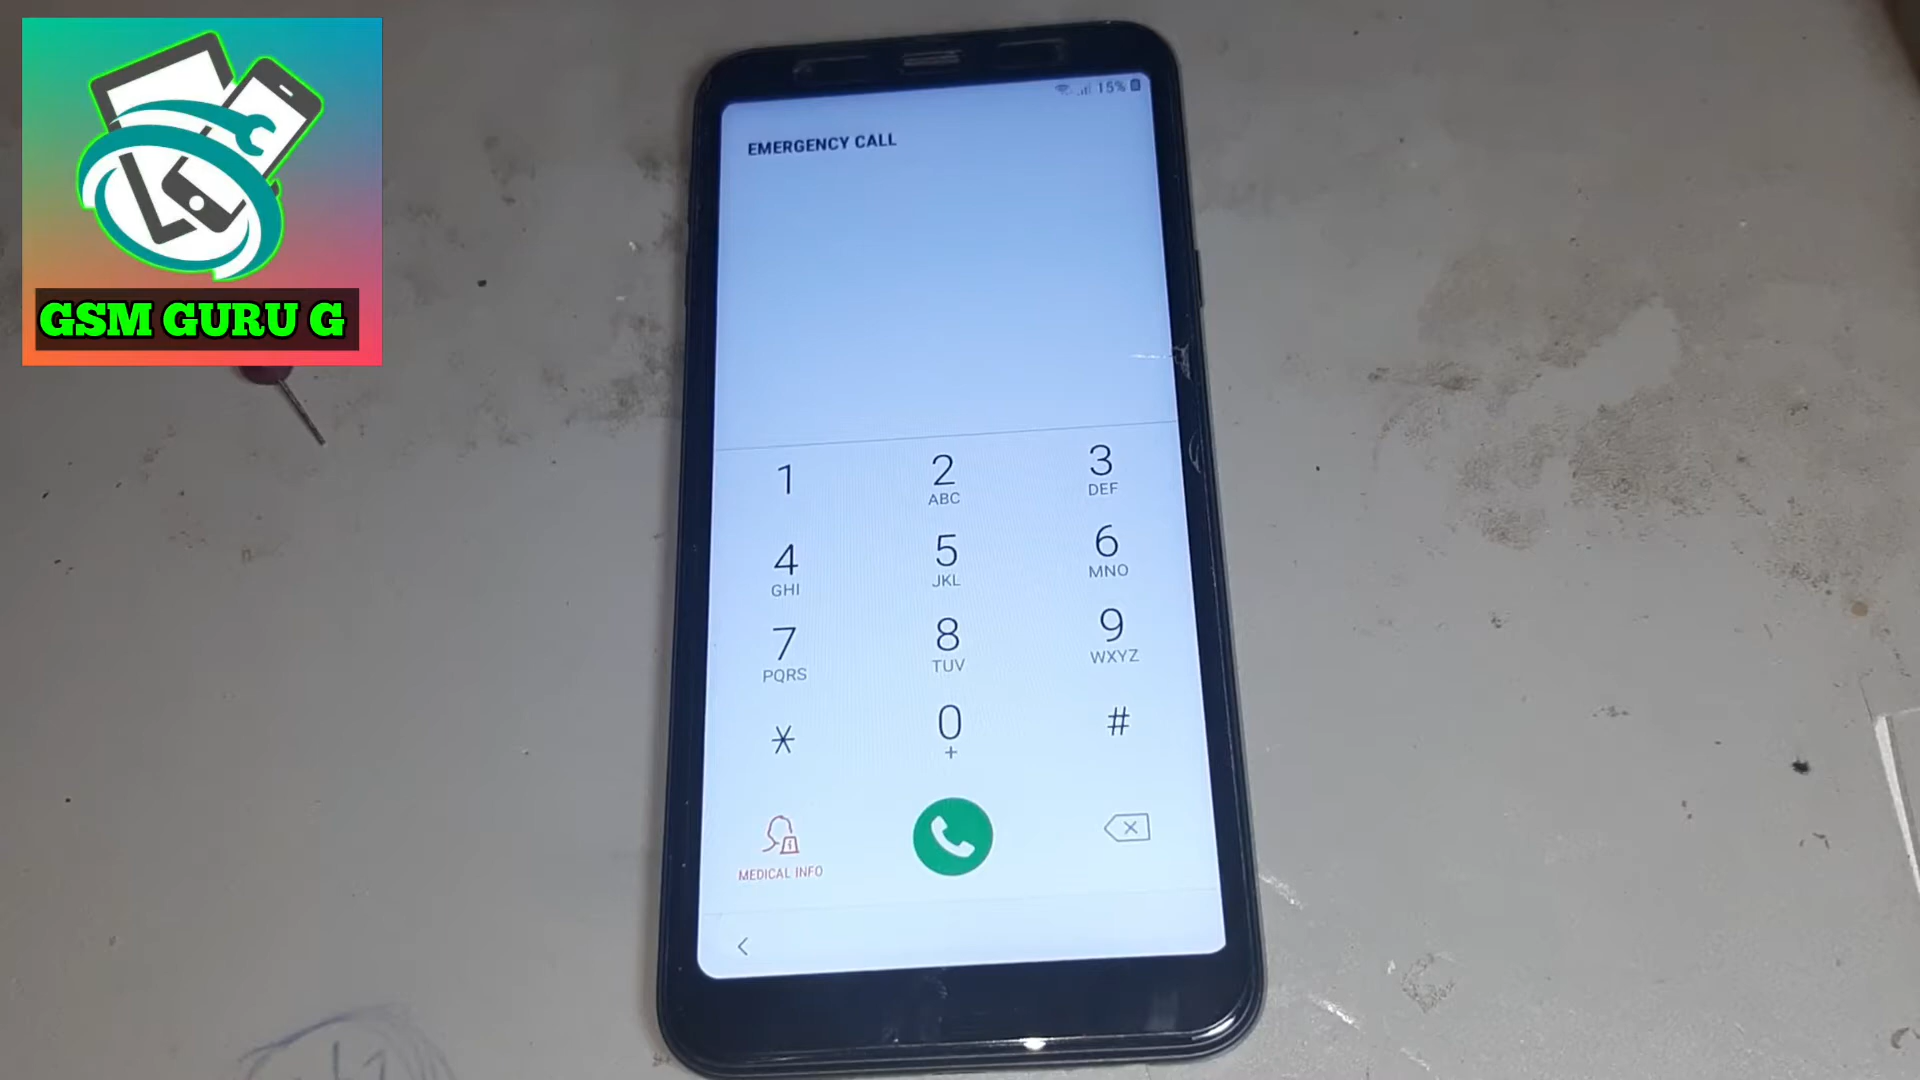 GSM GURU G
15%
EMERGENCY CALL
1
2
ABC
3
DEF
4
GHI
5
JKL
6
MNO
7
PQRS
8
TUV
9
WXYZ
*
0
+
#
MEDICAL INFO